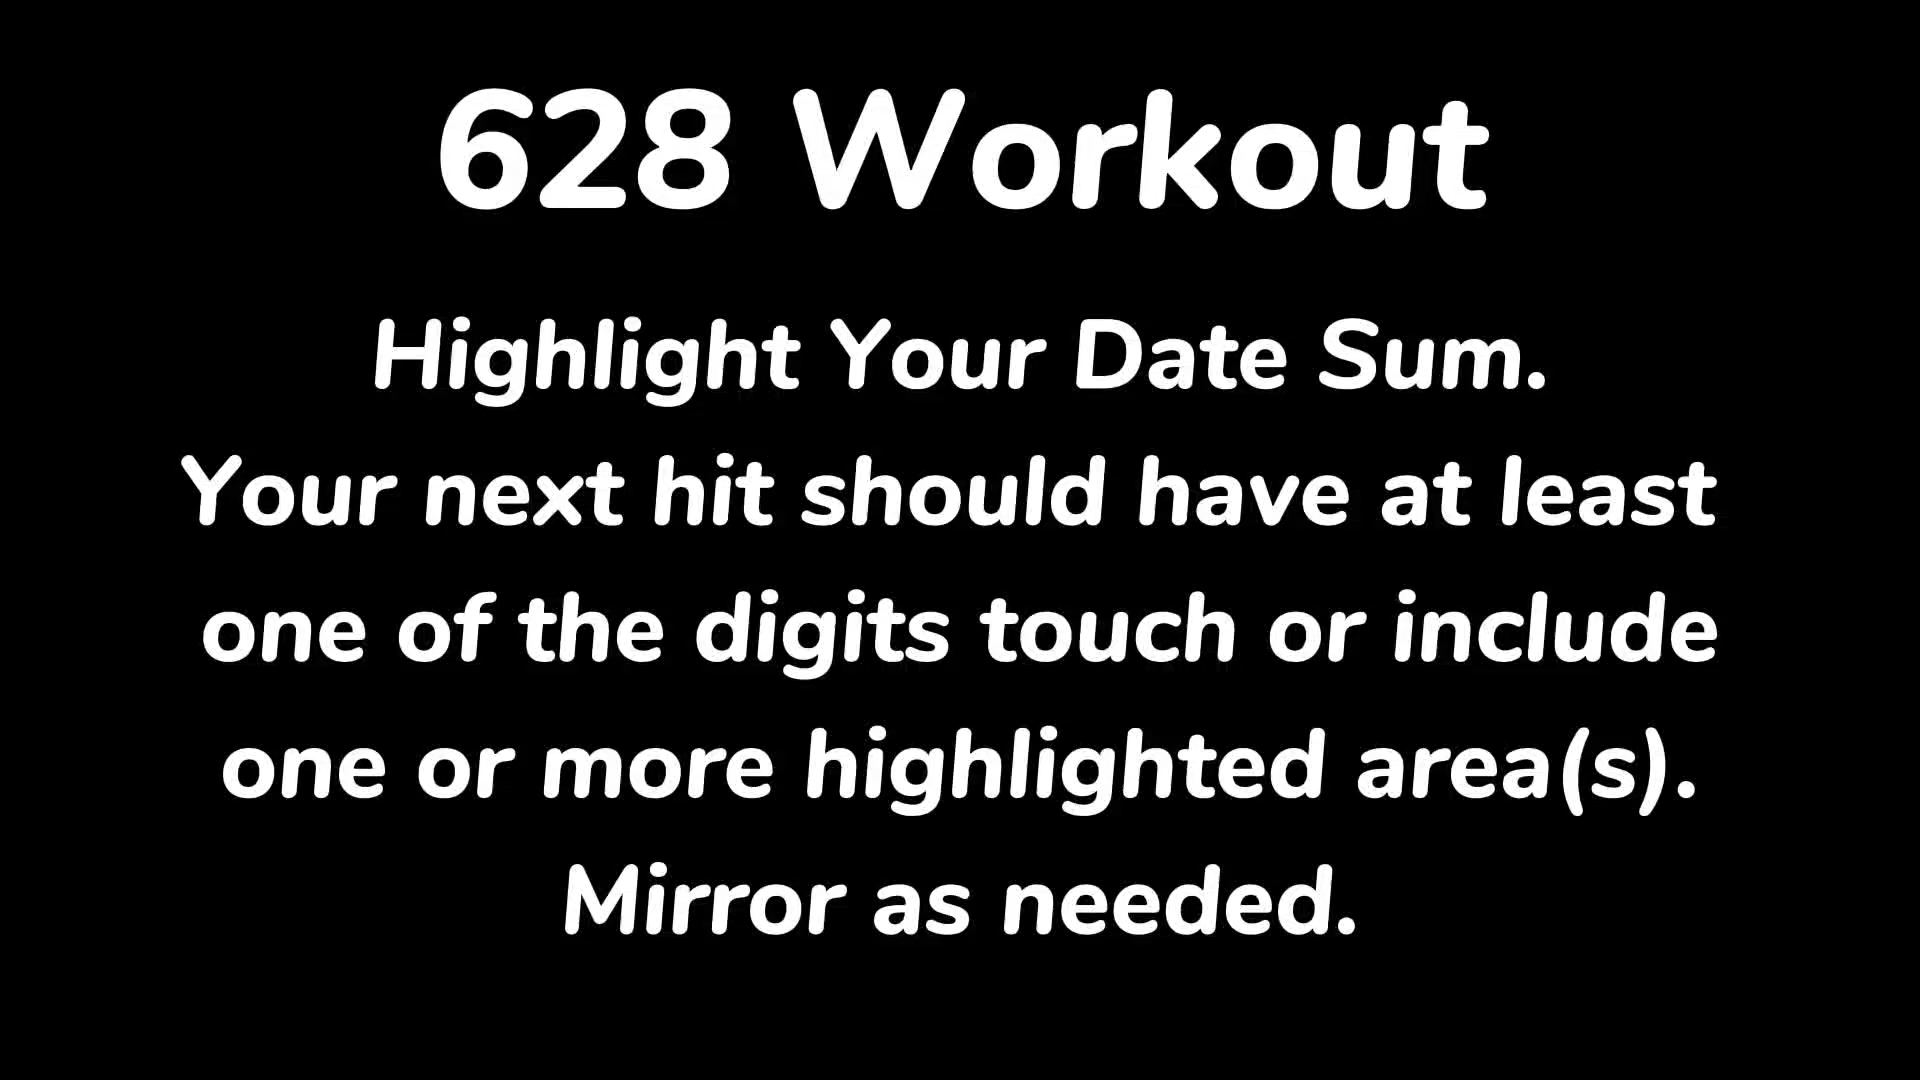 628 Workout
Highlight Your Date Sum.
Your next hit should have at least
one of the digits touch or include
one or more highlighted area(s).
Mirror as needed.